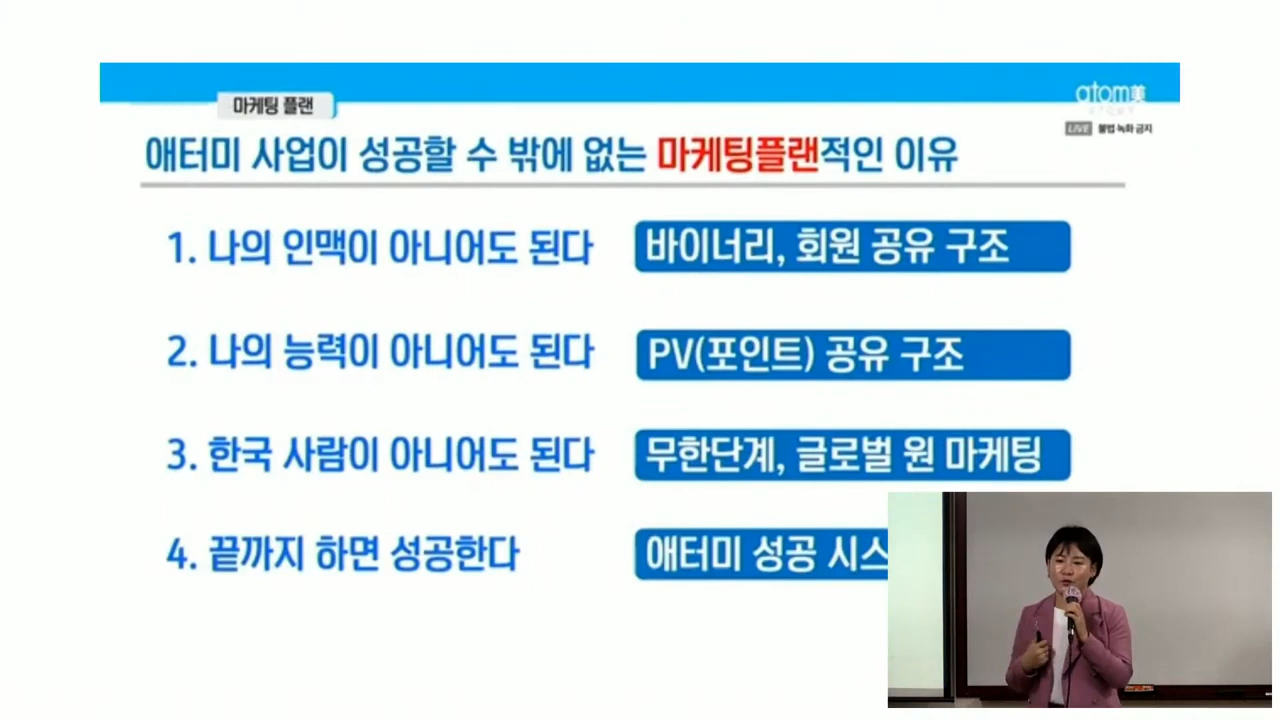 마케팅 플랜
atom美
LIVE 불법 녹화 금지
애터미 사업이 성공할 수 밖에 없는 마케팅플랜적인 이유
1. 나의 인맥이 아니어도 된다 바이너리, 회원 공유 구조
2. 나의 능력이 아니어도 된다 PV(포인트) 공유 구조
3. 한국 사람이 아니어도 된다 무한단계, 글로벌 원 마케팅
4. 끝까지 하면 성공한다 애터미 성공 시스